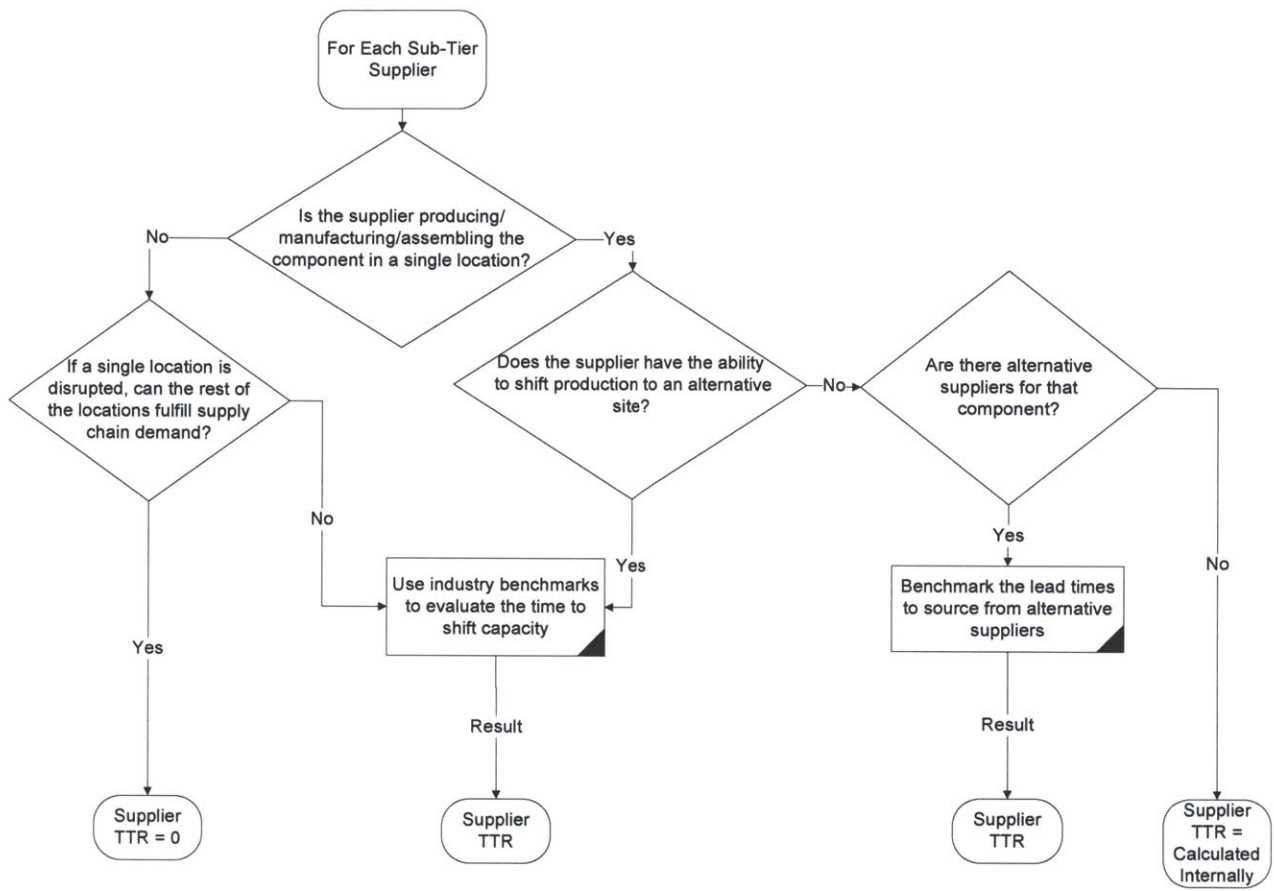 For Each Sub-Tier
Supplier
Is the supplier producing/
manufacturing/assembling the
component in a single location?
No
Yes
If a single location is
disrupted, can the rest of
the locations fulfill supply
chain demand?
Does the supplier have the ability
to shift production to an alternative
site?
No
Are there alternative
suppliers for that
component?
No
Yes
Yes
No
Use industry benchmarks
to evaluate the time to
shift capacity
Benchmark the lead times
to source from alternative
suppliers
Yes
Result
Result
Supplier
TTR = 0
Supplier
TTR
Supplier
TTR
Supplier
TTR =
Calculated
Internally